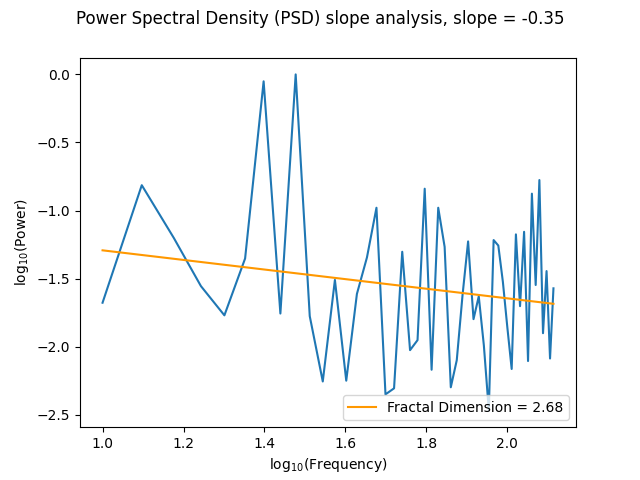 Power Spectral Density (PSD) slope analysis, slope = -0.35
0.0
−0.5
−1.0
−1.5
−2.0
−2.5
log₁₀(Power)
Fractal Dimension = 2.68
1.0 1.2 1.4 1.6 1.8 2.0
log₁₀(Frequency)